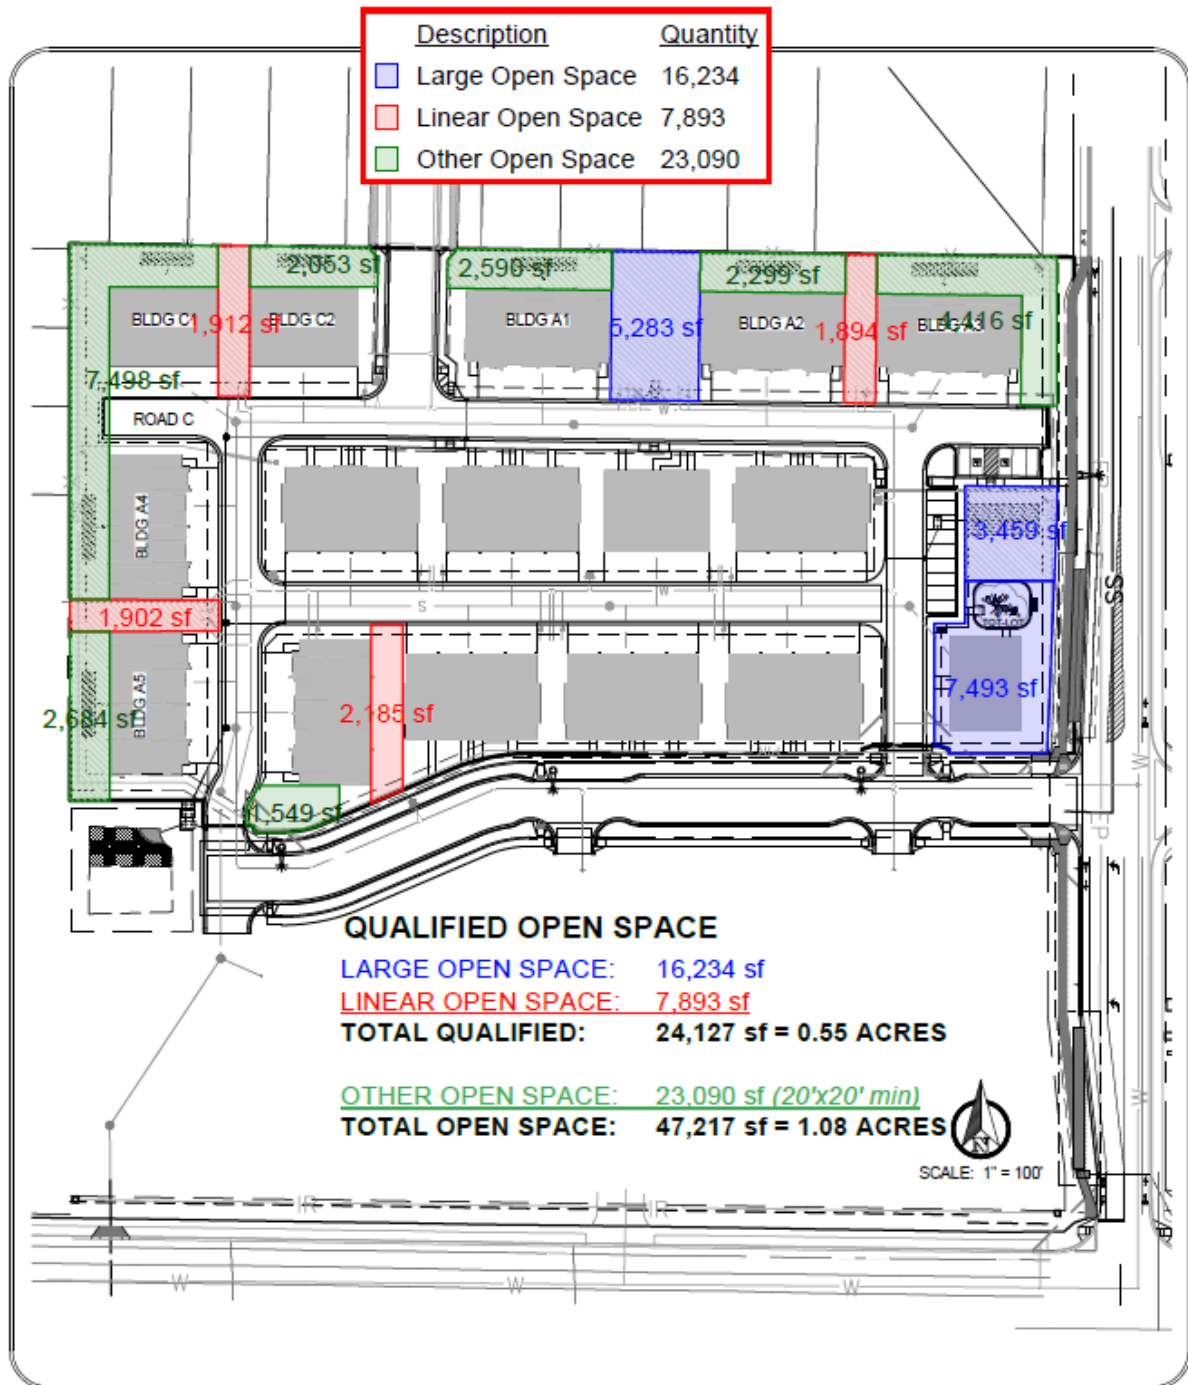 Description Quantity
Large Open Space 16,234
Linear Open Space 7,893
Other Open Space 23,090
2,053 sf
2,590 sf
2,299 sf
BLDG C1
1,912 sf
BLDG C2
BLDG A1
5,283 sf
BLDG A2
1,894 sf
BLDG A3
4,416 sf
7,498 sf
ROAD C
W
BLDG A4
3,459 sf
SS
S
W
1,902 sf
TOT-LOT
BLDG A5
2,684 sf
2,185 sf
7,493 sf
W
1,549 sf
EP
QUALIFIED OPEN SPACE
LARGE OPEN SPACE: 16,234 sf
LINEAR OPEN SPACE: 7,893 sf
TOTAL QUALIFIED: 24,127 sf = 0.55 ACRES
OTHER OPEN SPACE: 23,090 sf (20'x20' min)
TOTAL OPEN SPACE: 47,217 sf = 1.08 ACRES
W
N
SCALE: 1" = 100'
IR
IR
W
W
W